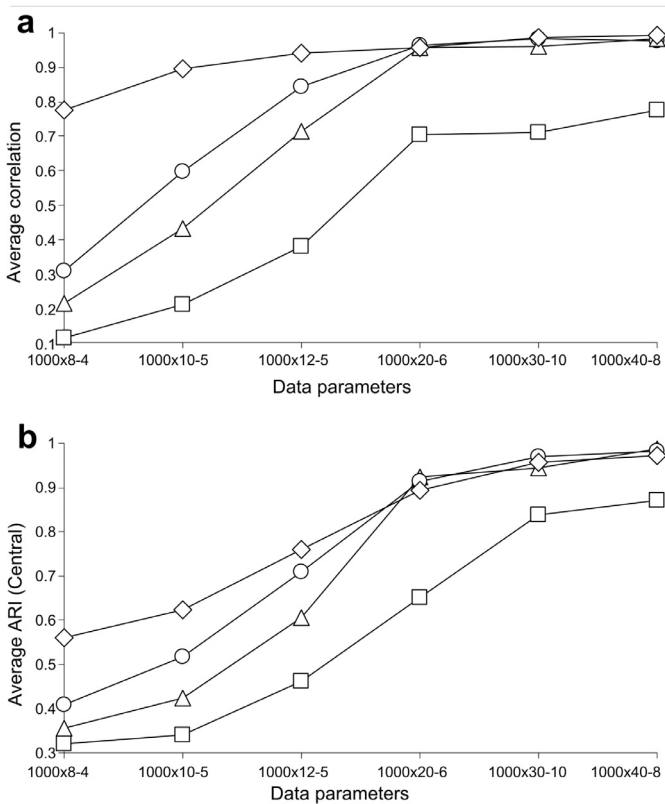 a
1
0.9
0.8
0.7
0.6
0.5
0.4
0.3
0.2
0.1
Average correlation
1000x8-4 1000x10-5 1000x12-5 1000x20-6 1000x30-10 1000x40-8
Data parameters
b
1
0.9
0.8
0.7
0.6
0.5
0.4
0.3
Average ARI (Central)
1000x8-4 1000x10-5 1000x12-5 1000x20-6 1000x30-10 1000x40-8
Data parameters